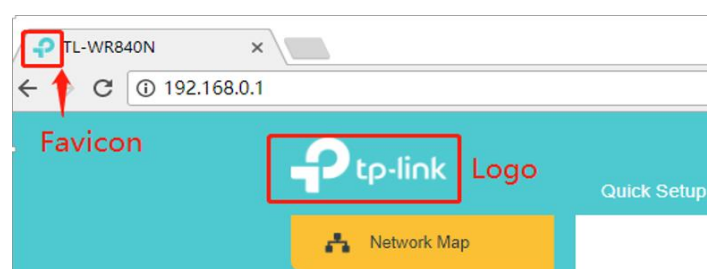 TL-WR840N
192.168.0.1
Favicon
tp-link
Logo
Quick Setup
Network Map